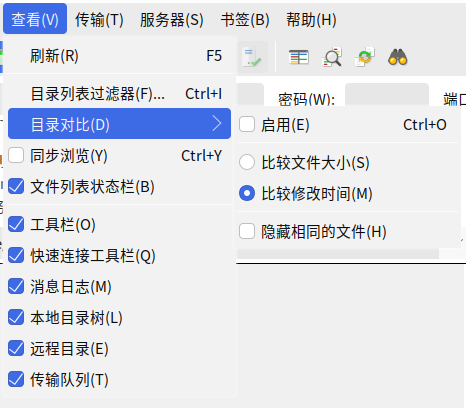 查看(V) 传输(T) 服务器(S) 书签(B) 帮助(H)
刷新(R) F5
目录列表过滤器(F)... Ctrl+I
密码(W):
目录对比(D)
启用(E) Ctrl+O
同步浏览(Y) Ctrl+Y
比较文件大小(S)
文件列表状态栏(B)
比较修改时间(M)
工具栏(O)
隐藏相同的文件(H)
快速连接工具栏(Q)
消息日志(M)
本地目录树(L)
远程目录(E)
传输队列(T)